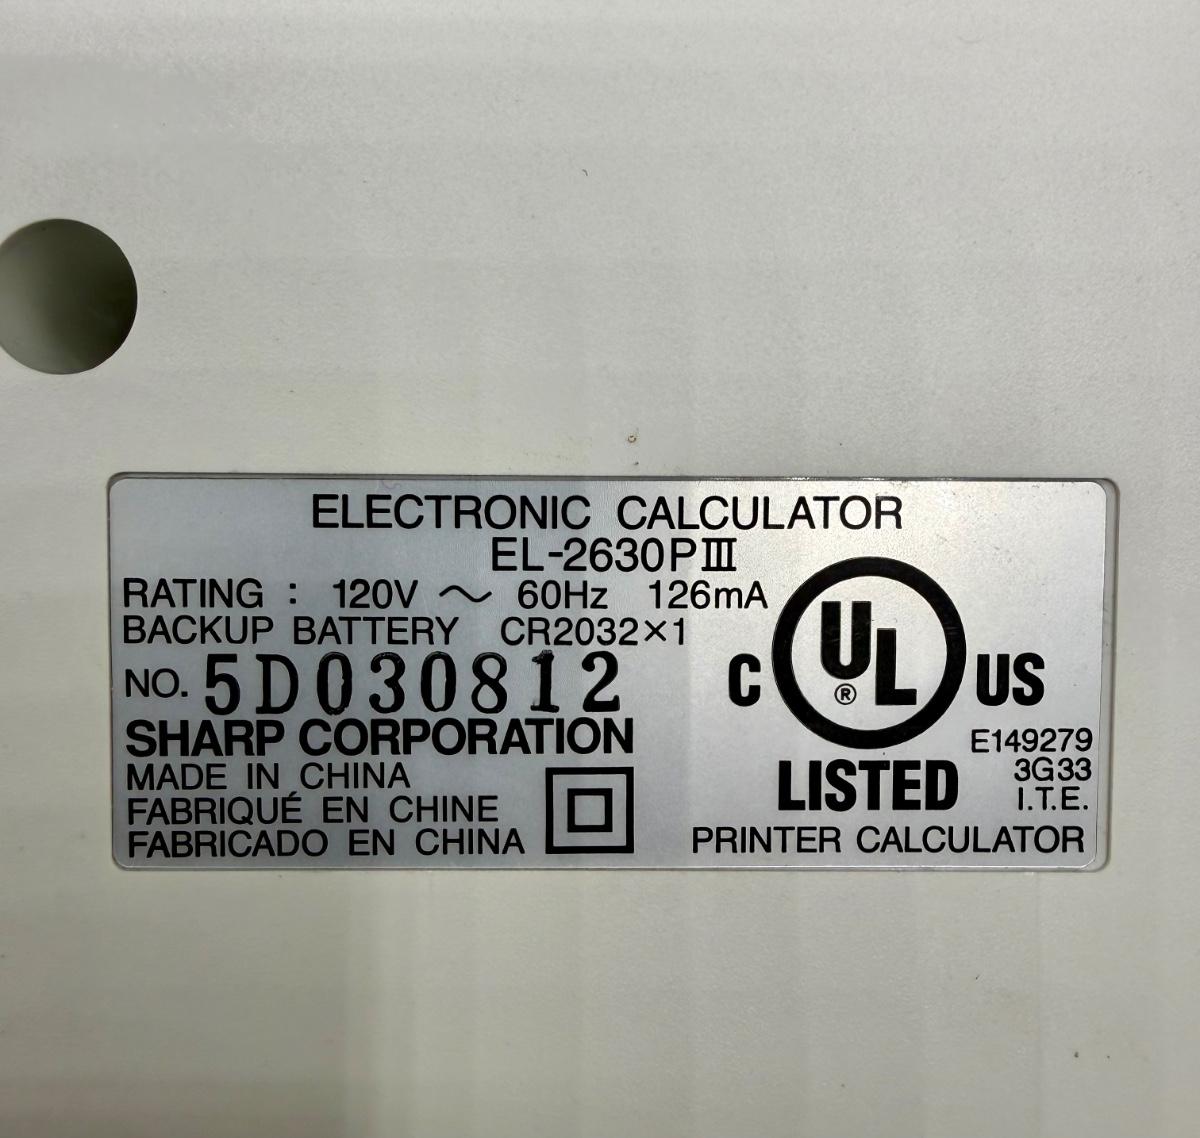 ELECTRONIC CALCULATOR
EL-2630PIII
RATING : 120V ~ 60Hz 126mA
BACKUP BATTERY CR2032×1
NO. 5D030812
SHARP CORPORATION
MADE IN CHINA
FABRIQUÉ EN CHINE
FABRICADO EN CHINA
C UL ® US
LISTED
E149279
3G33
I.T.E.
PRINTER CALCULATOR